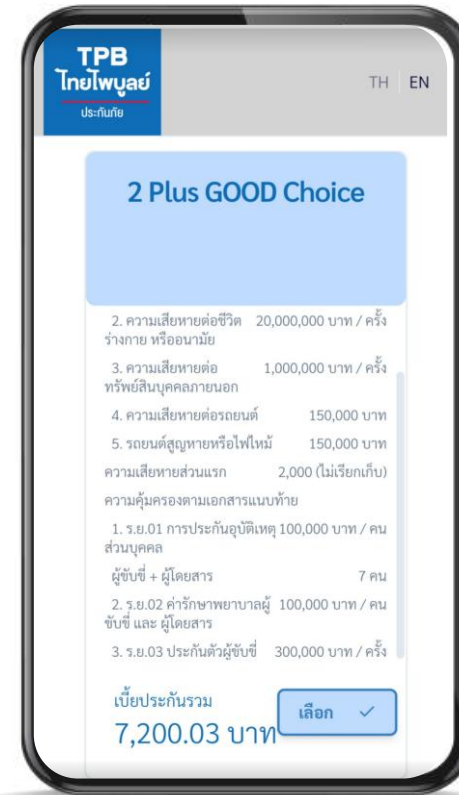 TPB
ไทยไพบูลย์
ประกันภัย
TH EN
2 Plus GOOD Choice
2. ความเสียหายต่อชีวิต 20,000,000 บาท / ครั้ง
ร่างกาย หรืออนามัย
3. ความเสียหายต่อ 1,000,000 บาท / ครั้ง
ทรัพย์สินบุคคลภายนอก
4. ความเสียหายต่อรถยนต์ 150,000 บาท
5. รถยนต์สูญหายหรือไฟไหม้ 150,000 บาท
ความเสียหายส่วนแรก 2,000 (ไม่เรียกเก็บ)
ความคุ้มครองตามเอกสารแนบท้าย
1. ร.ย.01 การประกันอุบัติเหตุ 100,000 บาท / คน
ส่วนบุคคล
ผู้ขับขี่ + ผู้โดยสาร 7 คน
2. ร.ย.02 ค่ารักษาพยาบาลผู้ 100,000 บาท / คน
ขับขี่ และ ผู้โดยสาร
3. ร.ย.03 ประกันตัวผู้ขับขี่ 300,000 บาท / ครั้ง
เบี้ยประกันรวม
7,200.03 บาท
เลือก